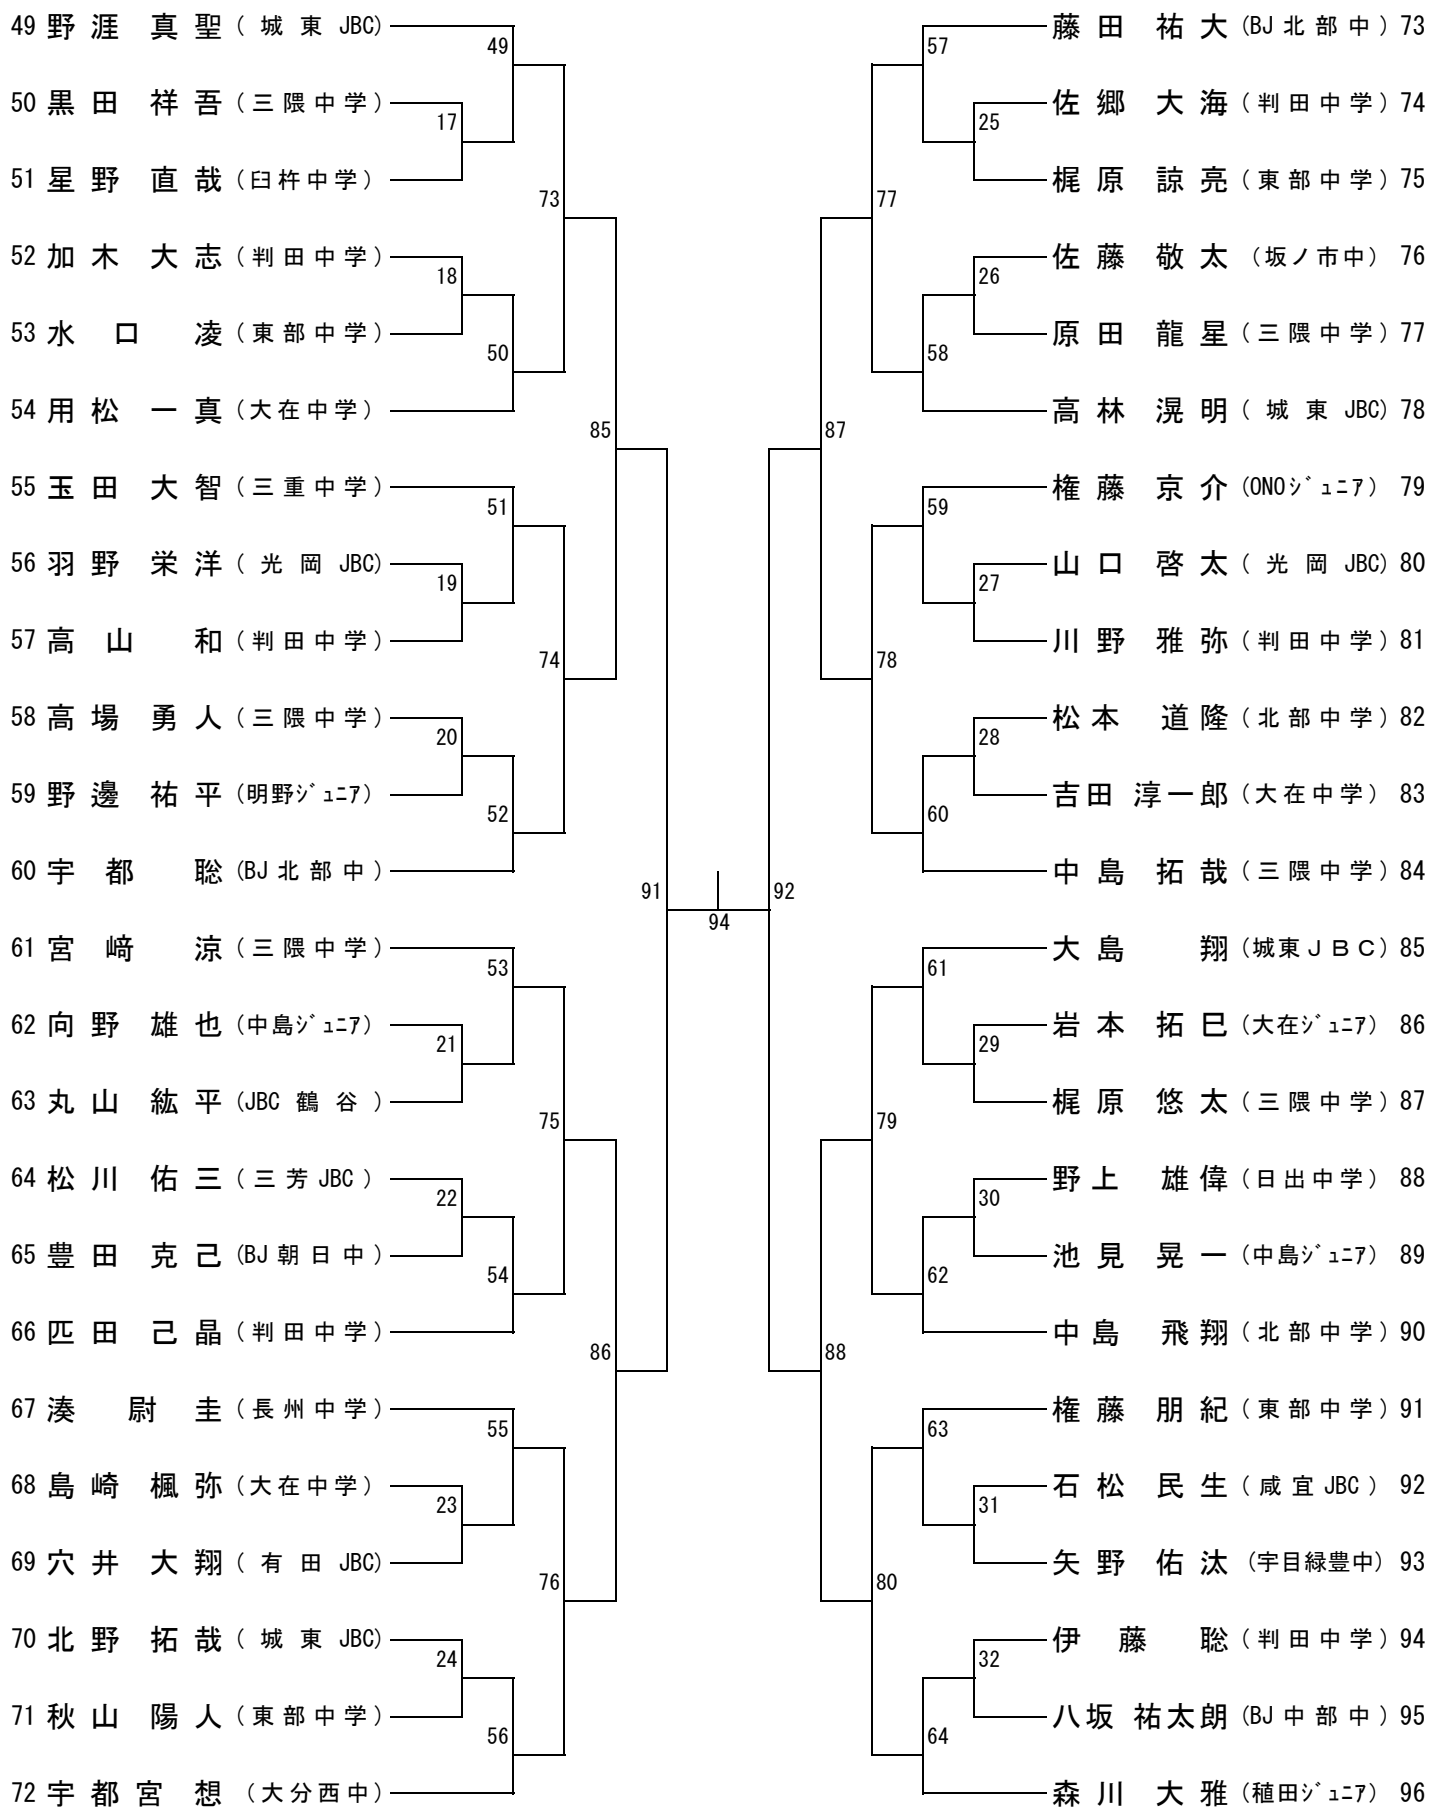 49 野涯 真聖 (城東 JBC)
50 黒田 祥吾 (三隈中学)
51 星野 直哉 (臼杵中学)
52 加木 大志 (判田中学)
53 水口 凌 (東部中学)
54 用松 一真 (大在中学)
55 玉田 大智 (三重中学)
56 羽野 栄洋 (光岡 JBC)
57 高山 和 (判田中学)
58 高場 勇人 (三隈中学)
59 野邊 祐平 (明野ｼﾞｭﾆｱ)
60 宇都 聡 (BJ北部中)
61 宮﨑 涼 (三隈中学)
62 向野 雄也 (中島ｼﾞｭﾆｱ)
63 丸山 紘平 (JBC 鶴谷)
64 松川 佑三 (三芳 JBC)
65 豊田 克己 (BJ朝日中)
66 匹田 己晶 (判田中学)
67 湊 尉圭 (長州中学)
68 島崎 楓弥 (大在中学)
69 穴井 大翔 (有田 JBC)
70 北野 拓哉 (城東 JBC)
71 秋山 陽人 (東部中学)
72 宇都宮 想 (大分西中)
49
17
18
50
51
19
20
52
53
21
22
54
55
23
24
56
73
74
75
76
85
86
91
94
92
87
88
77
78
79
80
57
25
26
58
59
27
28
60
61
29
30
62
63
31
32
64
藤田 祐大 (BJ北部中) 73
佐郷 大海 (判田中学) 74
梶原 諒亮 (東部中学) 75
佐藤 敬太 (坂ノ市中) 76
原田 龍星 (三隈中学) 77
高林 滉明 (城東 JBC) 78
権藤 京介 (ONOｼﾞｭﾆｱ) 79
山口 啓太 (光岡 JBC) 80
川野 雅弥 (判田中学) 81
松本 道隆 (北部中学) 82
吉田 淳一郎 (大在中学) 83
中島 拓哉 (三隈中学) 84
大島 翔 (城東ＪＢＣ) 85
岩本 拓巳 (大在ｼﾞｭﾆｱ) 86
梶原 悠太 (三隈中学) 87
野上 雄偉 (日出中学) 88
池見 晃一 (中島ｼﾞｭﾆｱ) 89
中島 飛翔 (北部中学) 90
権藤 朋紀 (東部中学) 91
石松 民生 (咸宜 JBC) 92
矢野 佑汰 (宇目緑豊中) 93
伊藤 聡 (判田中学) 94
八坂 祐太朗 (BJ中部中) 95
森川 大雅 (稙田ｼﾞｭﾆｱ) 96